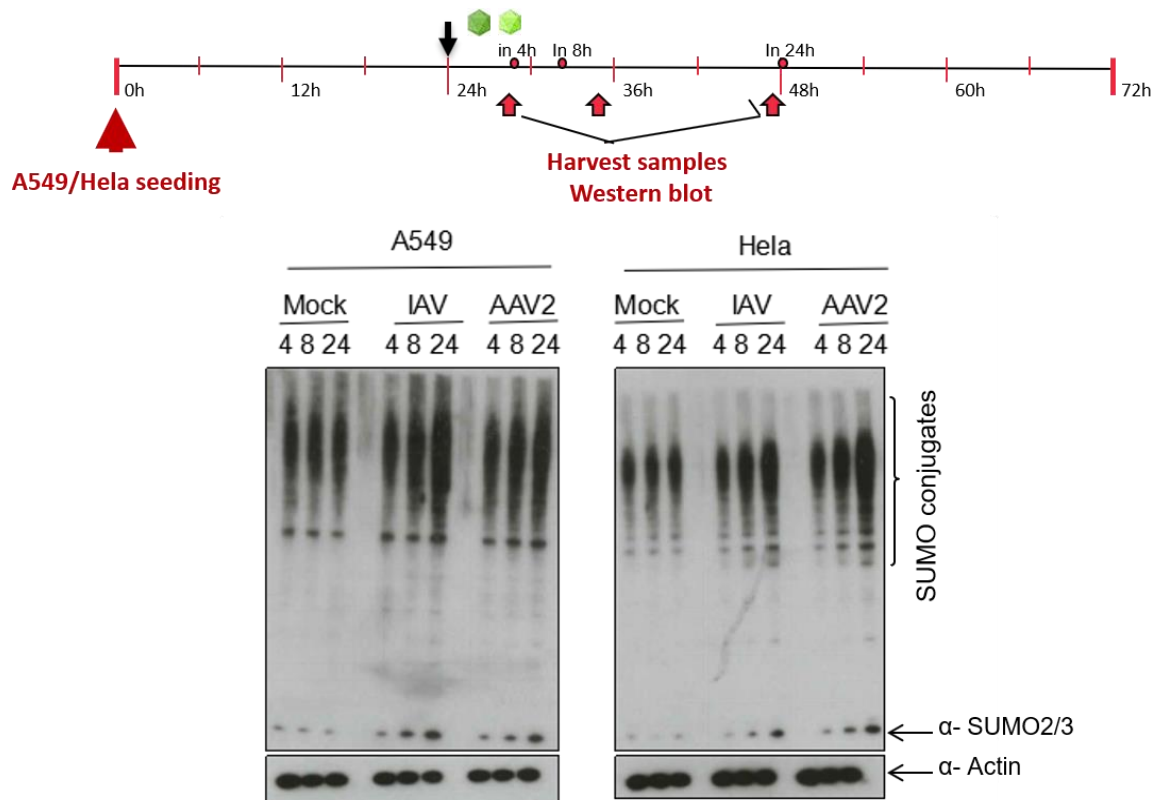 in 4h In 8h In 24h
0h 12h 24h 36h 48h 60h 72h
A549/Hela seeding
Harvest samples
Western blot
A549 Hela
Mock IAV AAV2 Mock IAV AAV2
4 8 24 4 8 24 4 8 24 4 8 24 4 8 24 4 8 24
SUMO conjugates
α- SUMO2/3
α- Actin